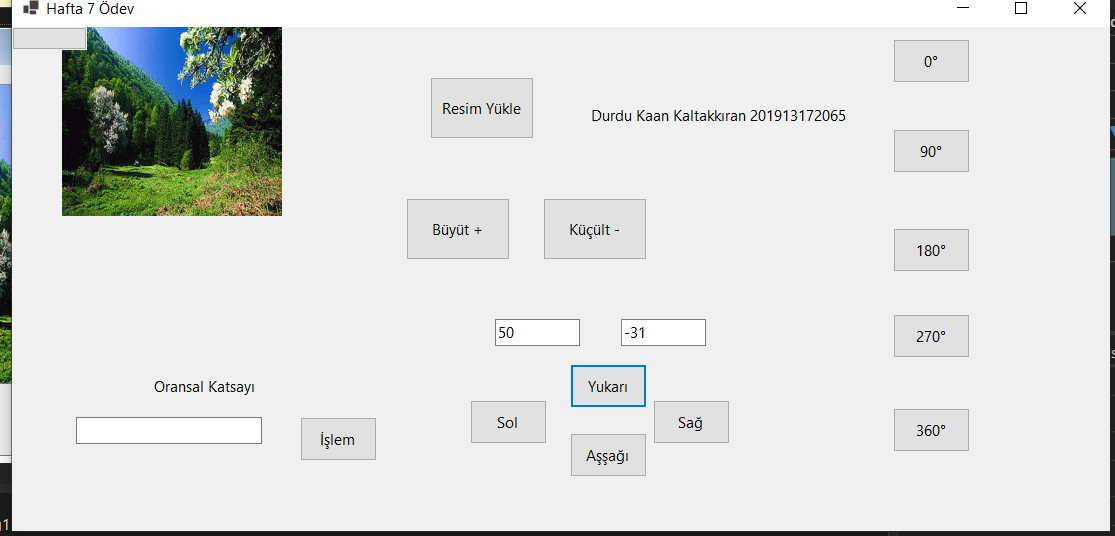 Hafta 7 Ödev
0°
Resim Yükle
Durdu Kaan Kaltakkıran 201913172065
90°
Büyüt +
Küçült -
180°
50
-31
270°
Yukarı
Oransal Katsayı
Sol
Sağ
360°
İşlem
Aşşağı